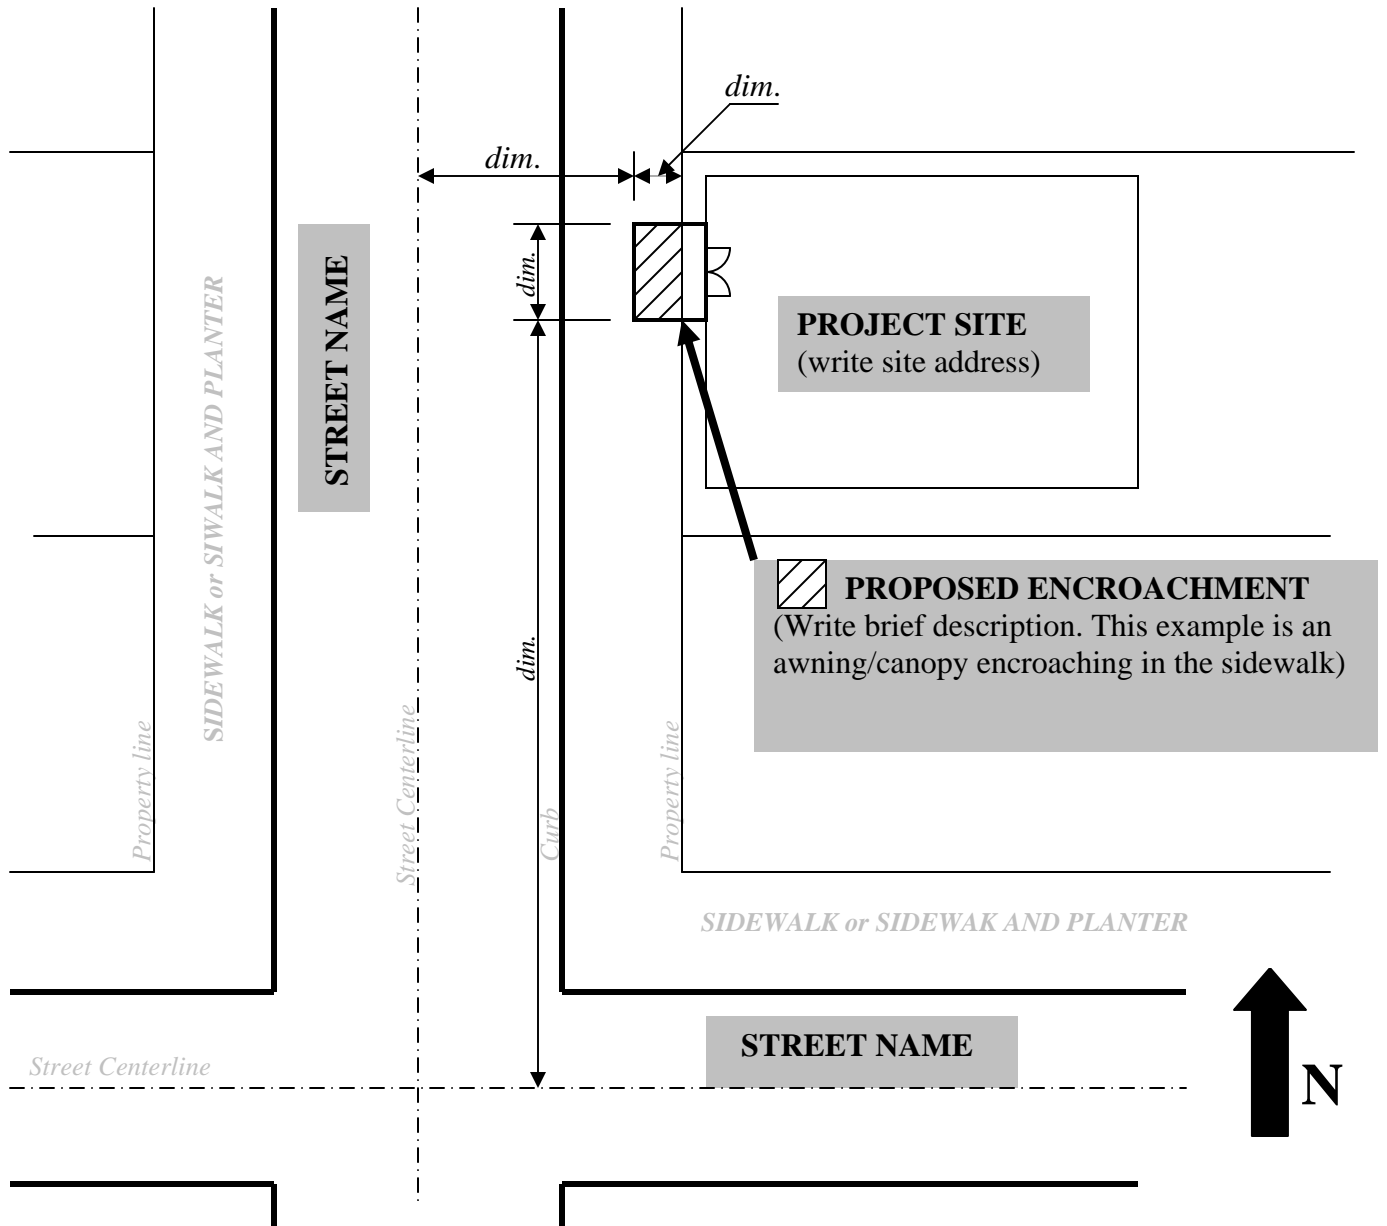 dim.
dim.
dim.
STREET NAME
SIDEWALK or SIWALK AND PLANTER
PROJECT SITE
(write site address)
PROPOSED ENCROACHMENT
(Write brief description. This example is an
awning/canopy encroaching in the sidewalk)
dim.
Property line
Street Centerline
Curb
Property line
SIDEWALK or SIDEWAK AND PLANTER
STREET NAME
Street Centerline
N